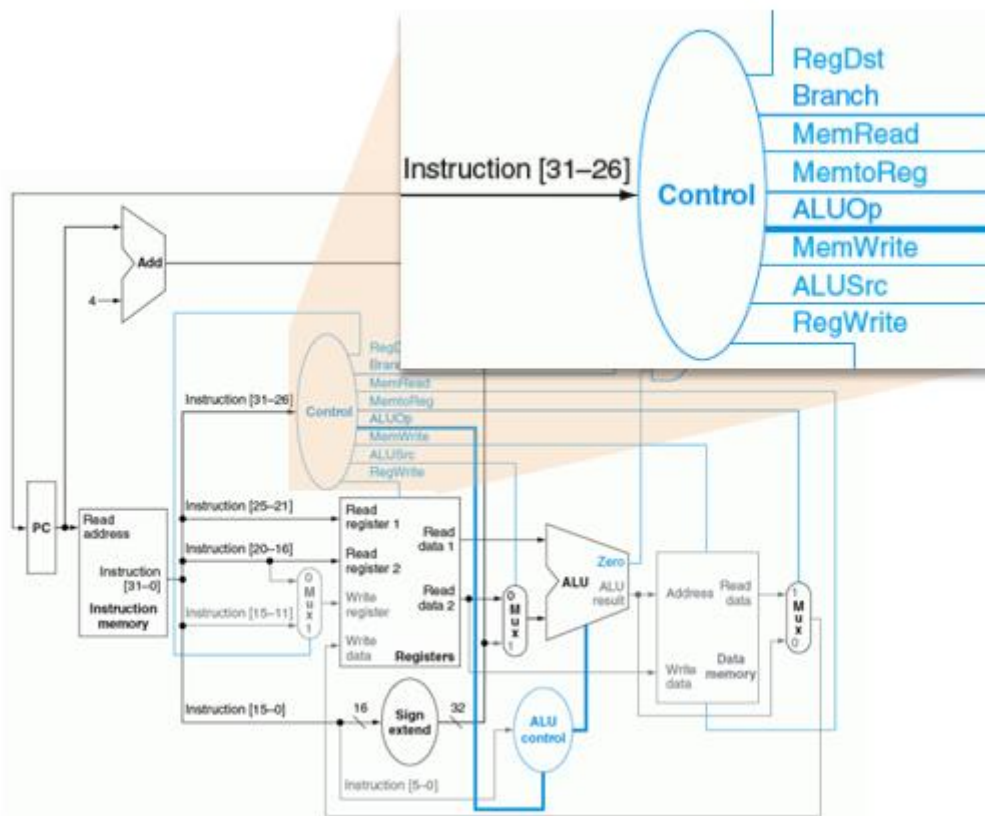 RegDst
Branch
MemRead
Instruction [31–26]
MemtoReg
Control
ALUOp
MemWrite
ALUSrc
RegWrite
Add
4
MemRead
Instruction [31–26]
Control
MemtoReg
ALUOp
MemWrite
ALUSrc
RegWrite
PC
Read
address
Instruction
[31–0]
Instruction
memory
Instruction [25–21]
Instruction [20–16]
Instruction [15–11]
Instruction [15–0]
0
Mux
1
Read
register 1
Read
register 2
Write
register
Write
data
Read
data 1
Read
data 2
Registers
0
Mux
1
Zero
ALU
ALU
result
Address
Read
data
Write
data
Data
memory
1
Mux
0
16
Sign
extend
32
ALU
control
Instruction [5–0]